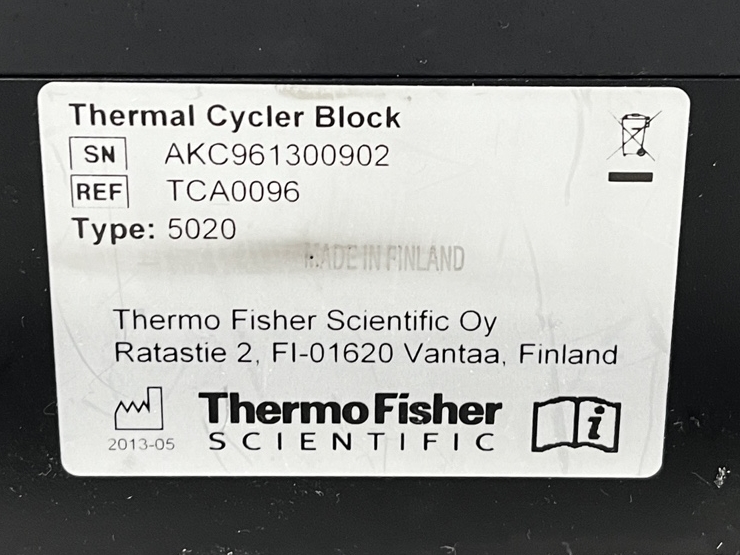 Thermal Cycler Block
SN AKC961300902
REF TCA0096
Type: 5020
MADE IN FINLAND
Thermo Fisher Scientific Oy
Ratastie 2, FI-01620 Vantaa, Finland
2013-05
ThermoFisher
SCIENTIFIC
i